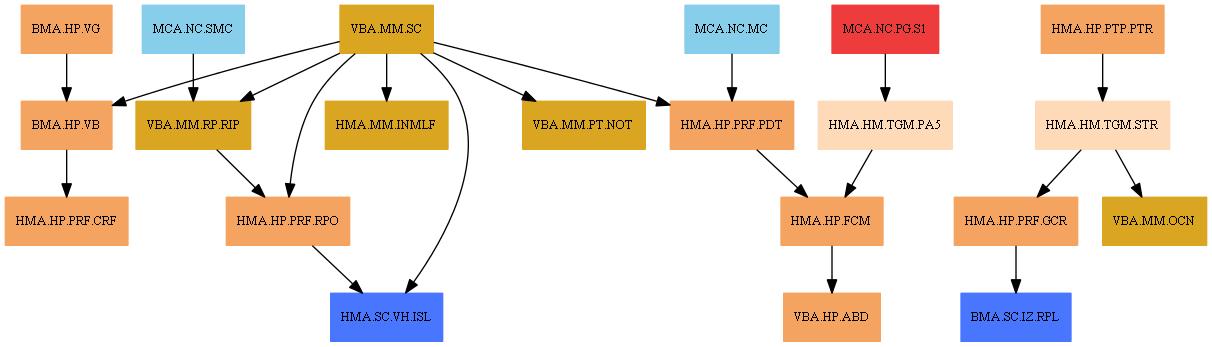 BMA.HP.VG
MCA.NC.SMC
VBA.MM.SC
MCA.NC.MC
MCA.NC.PG.S1
HMA.HP.PTP.PTR
BMA.HP.VB
VBA.MM.RP.RIP
HMA.MM.INMLF
VBA.MM.PT.NOT
HMA.HP.PRF.PDT
HMA.HM.TGM.PA5
HMA.HM.TGM.STR
HMA.HP.PRF.CRF
HMA.HP.PRF.RPO
HMA.HP.FCM
HMA.HP.PRF.GCR
VBA.MM.OCN
HMA.SC.VH.ISL
VBA.HP.ABD
BMA.SC.IZ.RPL